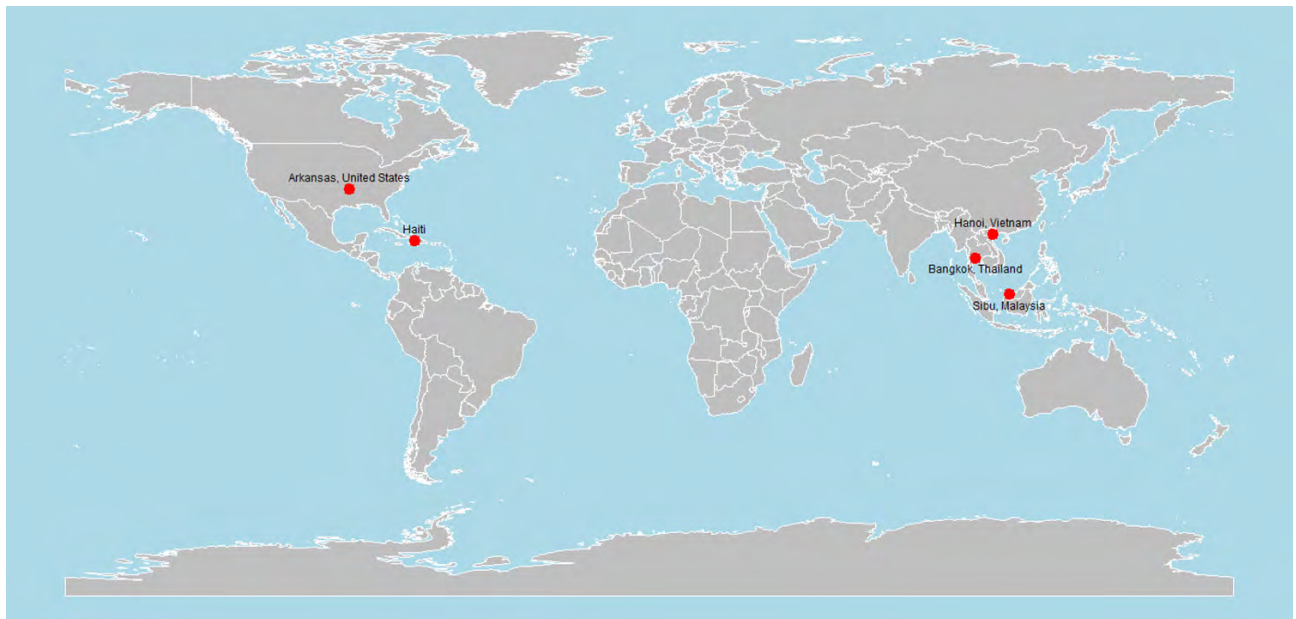 Arkansas, United States
Haiti
Hanoi, Vietnam
Bangkok, Thailand
Sibu, Malaysia